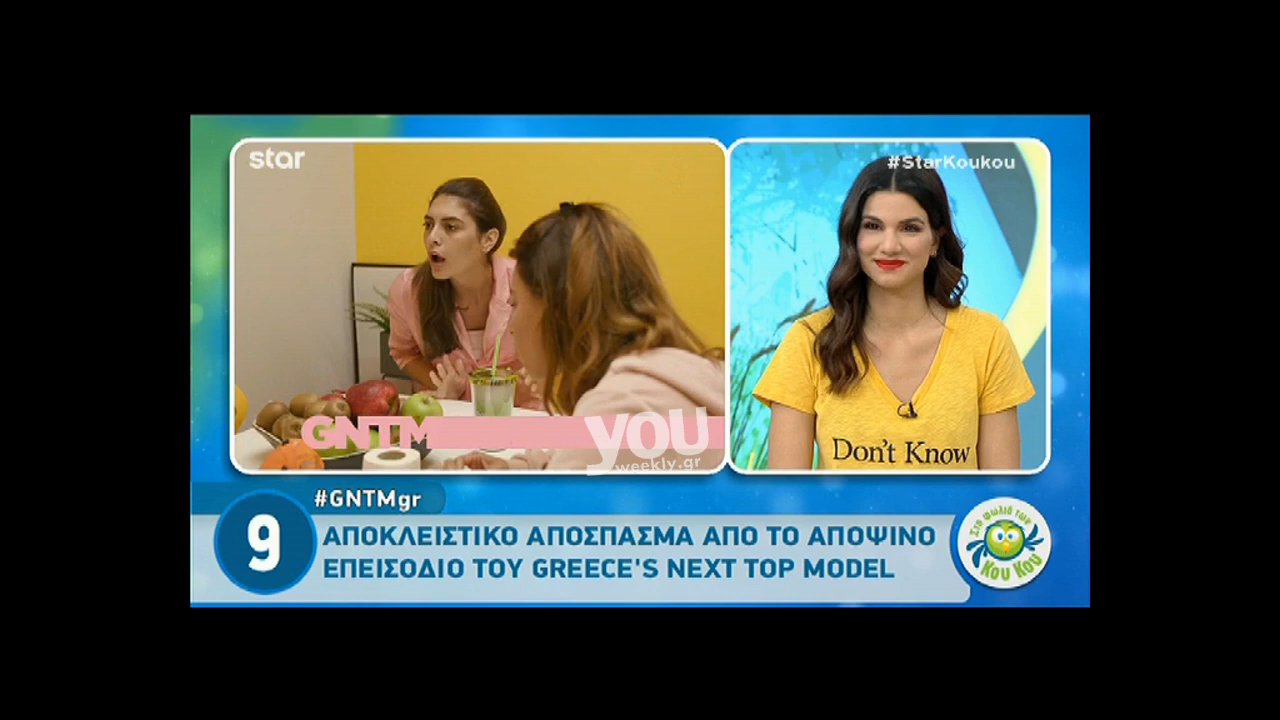 star
#StarKoukou
Don't Know
GNTM
YOU
weekly.gr
#GNTMgr
9
ΑΠΟΚΛΕΙΣΤΙΚΟ ΑΠΟΣΠΑΣΜΑ ΑΠΟ ΤΟ ΑΠΟΨΙΝΟ
ΕΠΕΙΣΟΔΙΟ ΤΟΥ GREECE'S NEXT TOP MODEL
Στη φωλιά των
Κου Κου